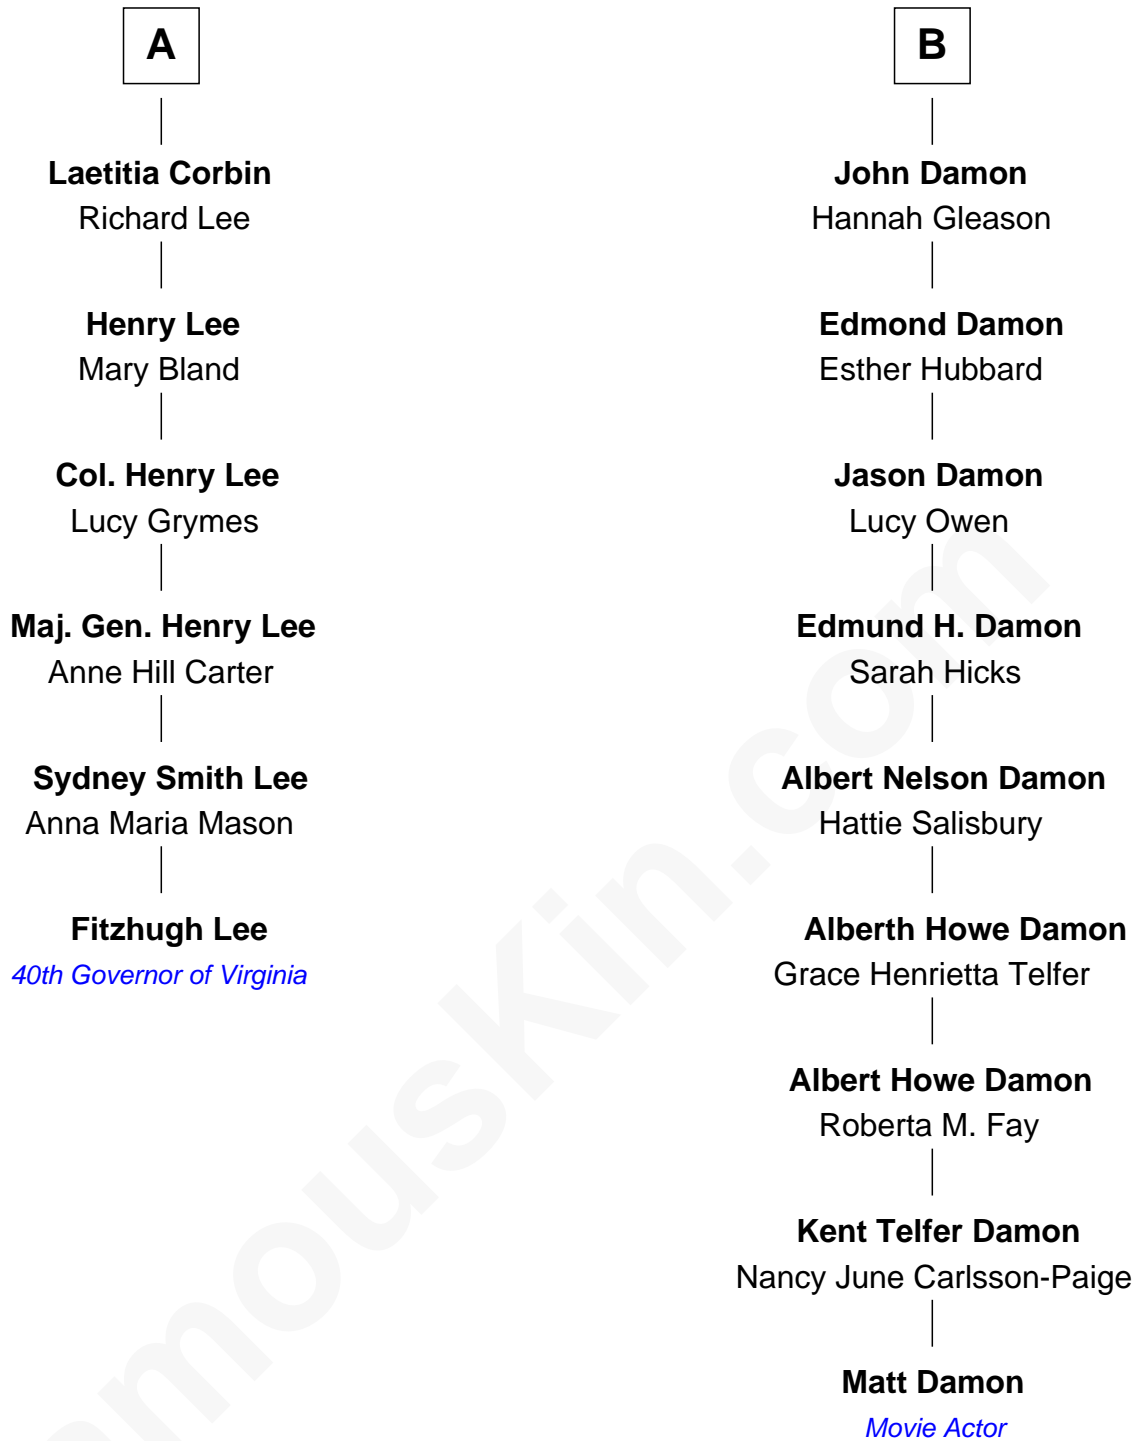 A
Laetitia Corbin
Richard Lee
Henry Lee
Mary Bland
Col. Henry Lee
Lucy Grymes
Maj. Gen. Henry Lee
Anne Hill Carter
Sydney Smith Lee
Anna Maria Mason
Fitzhugh Lee
40th Governor of Virginia
B
John Damon
Hannah Gleason
Edmond Damon
Esther Hubbard
Jason Damon
Lucy Owen
Edmund H. Damon
Sarah Hicks
Albert Nelson Damon
Hattie Salisbury
Alberth Howe Damon
Grace Henrietta Telfer
Albert Howe Damon
Roberta M. Fay
Kent Telfer Damon
Nancy June Carlsson-Paige
Matt Damon
Movie Actor
amouskin.com